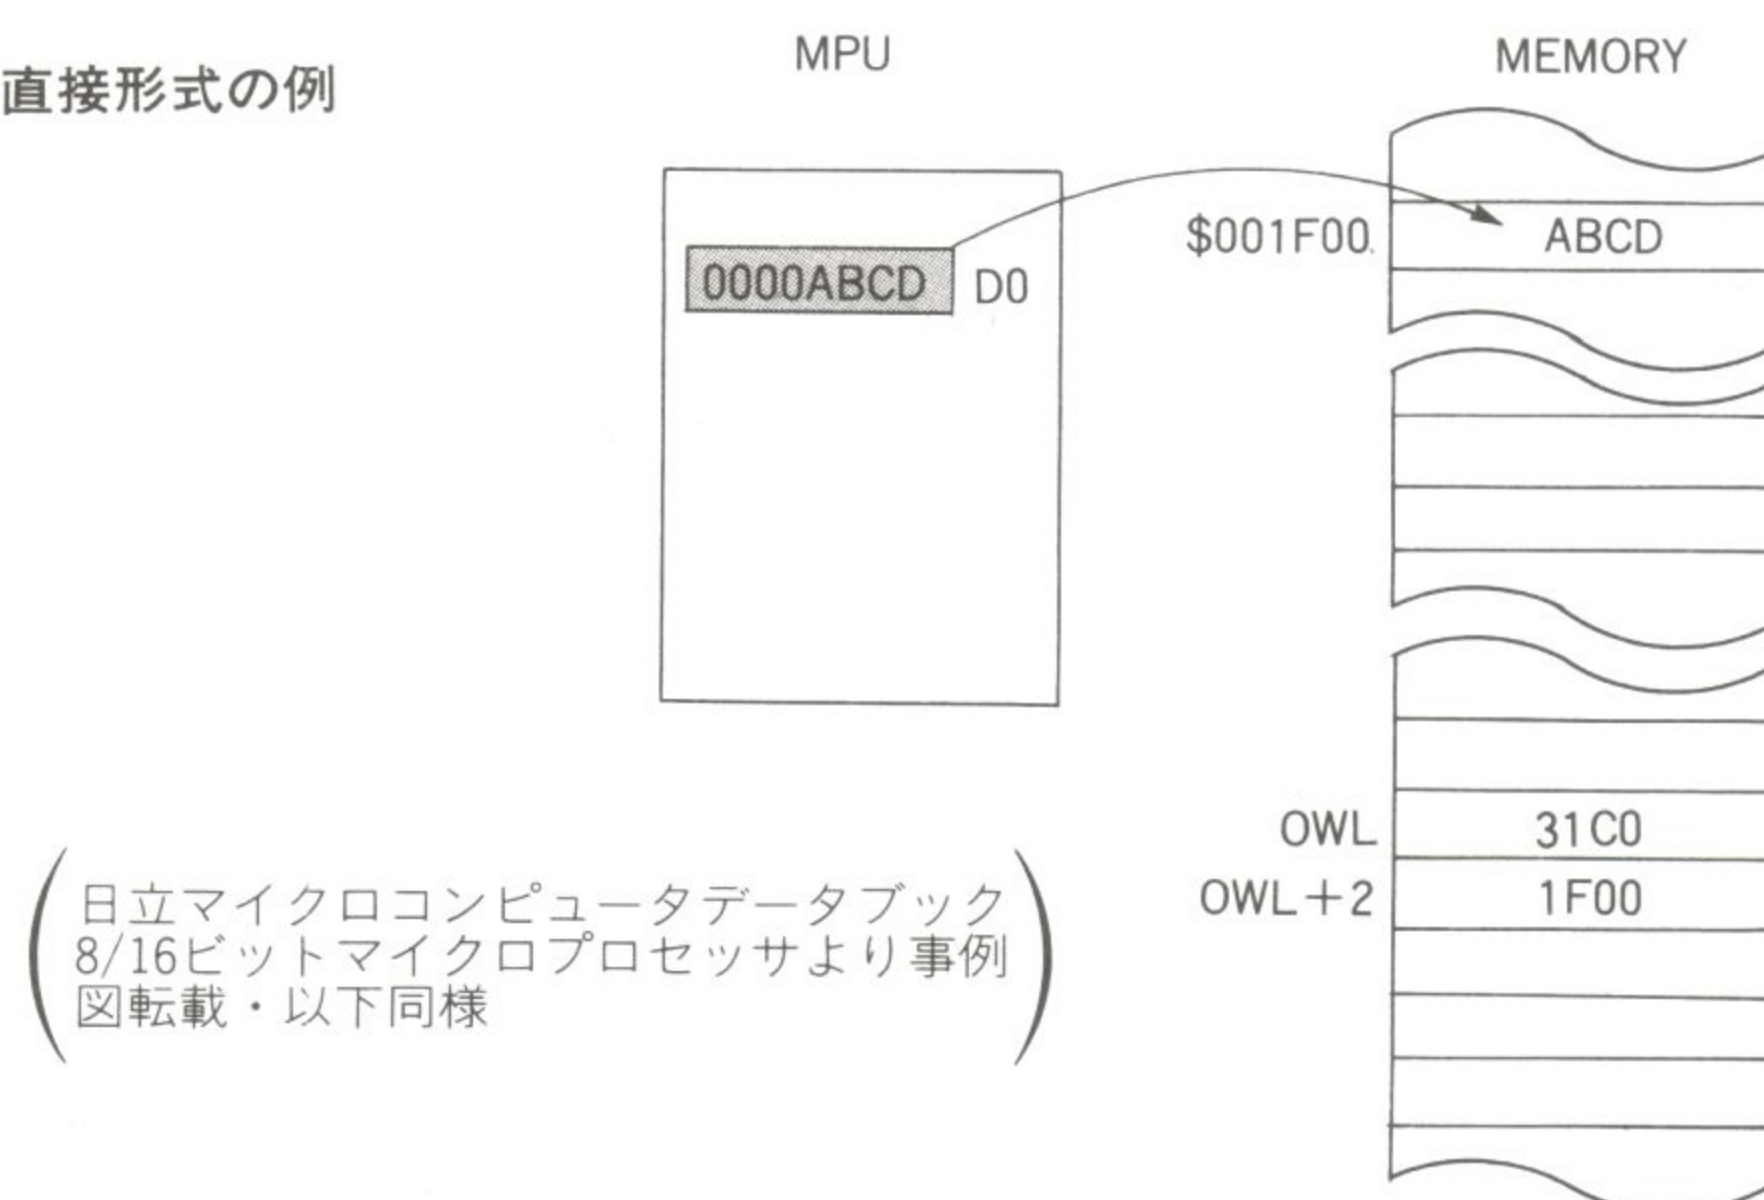 直接形式の例
MPU
MEMORY
0000ABCD D0
$001F00
ABCD
OWL 31C0
OWL+2 1F00
日立マイクロコンピュータデータブック
8/16ビットマイクロプロセッサより事例
図転載・以下同様